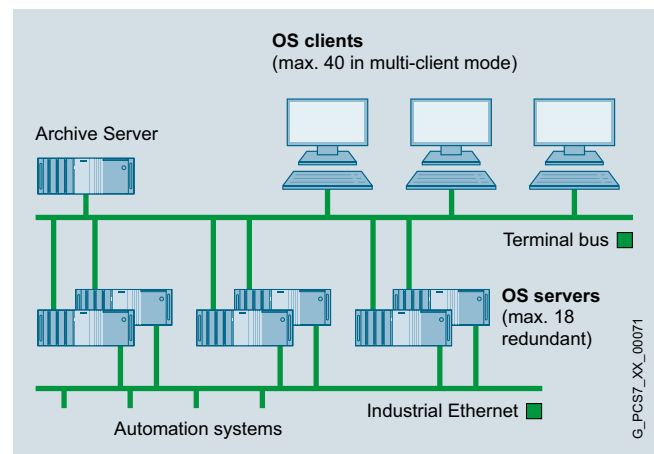 OS clients
(max. 40 in multi-client mode)
Archive Server
Terminal bus
OS servers
(max. 18
redundant)
Industrial Ethernet
Automation systems
G_PCS7_XX_00071